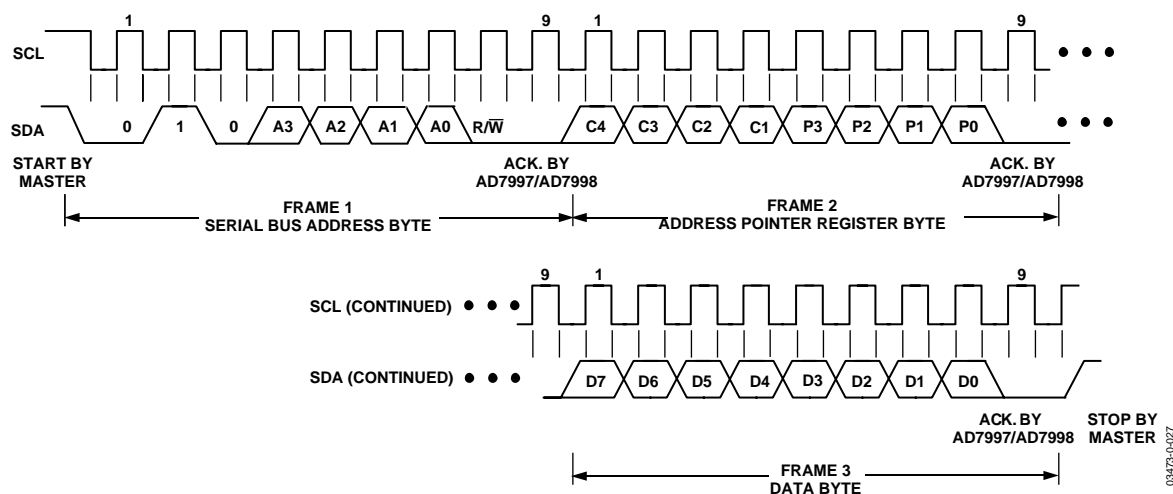 1 9 1 9
SCL
SDA 0 1 0 A3 A2 A1 A0 R/W̅ C4 C3 C2 C1 P3 P2 P1 P0
START BY
MASTER
ACK. BY
AD7997/AD7998
ACK. BY
AD7997/AD7998
FRAME 1
SERIAL BUS ADDRESS BYTE
FRAME 2
ADDRESS POINTER REGISTER BYTE
9 1 9
SCL (CONTINUED)
SDA (CONTINUED) D7 D6 D5 D4 D3 D2 D1 D0
ACK. BY
AD7997/AD7998
STOP BY
MASTER
FRAME 3
DATA BYTE
03473-0-027